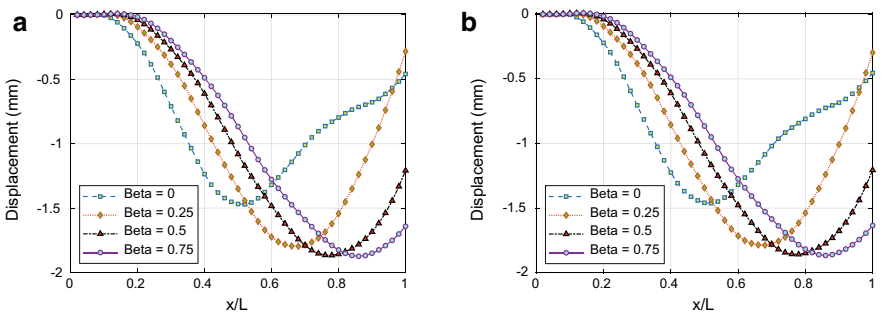 a
0
-0.5
-1
-1.5
-2
Displacement (mm)
Beta = 0
Beta = 0.25
Beta = 0.5
Beta = 0.75
0
0.2
0.4
0.6
0.8
1
x/L
b
0
-0.5
-1
-1.5
-2
Displacement (mm)
Beta = 0
Beta = 0.25
Beta = 0.5
Beta = 0.75
0
0.2
0.4
0.6
0.8
1
x/L